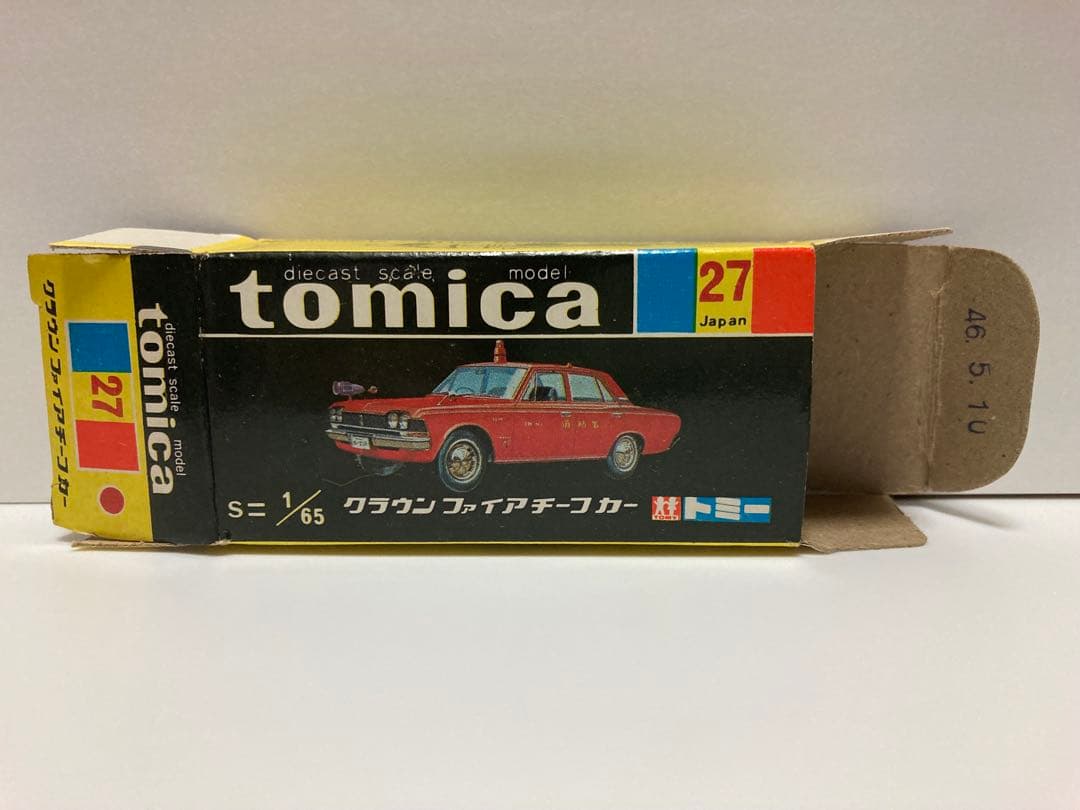 クラウン ファイアチーフ カー
27
diecast scale model
tomica
diecast scale model
tomica
27
Japan
S＝1/65
クラウン ファイアチーフ カー
TOMY
トミー
46.5.10